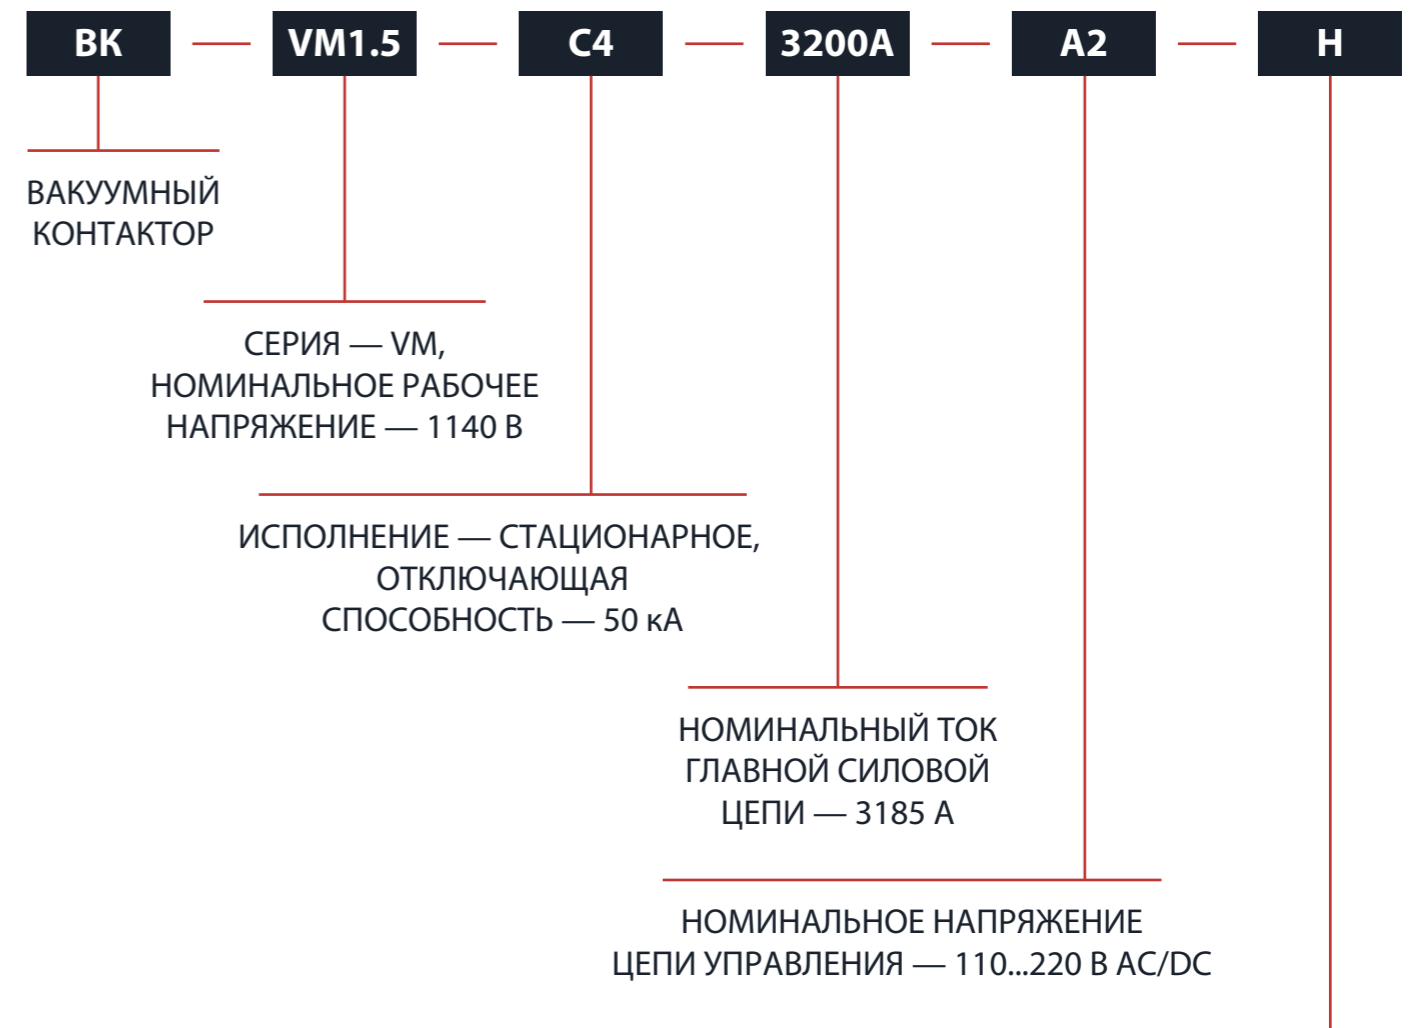 ВК — VM1.5 — C4 — 3200A — A2 — Н
ВАКУУМНЫЙ
КОНТАКТОР
СЕРИЯ — VM,
НОМИНАЛЬНОЕ РАБОЧЕЕ
НАПРЯЖЕНИЕ — 1140 В
ИСПОЛНЕНИЕ — СТАЦИОНАРНОЕ,
ОТКЛЮЧАЮЩАЯ
СПОСОБНОСТЬ — 50 кА
НОМИНАЛЬНЫЙ ТОК
ГЛАВНОЙ СИЛОВОЙ
ЦЕПИ — 3185 А
НОМИНАЛЬНОЕ НАПРЯЖЕНИЕ
ЦЕПИ УПРАВЛЕНИЯ — 110...220 В AC/DC